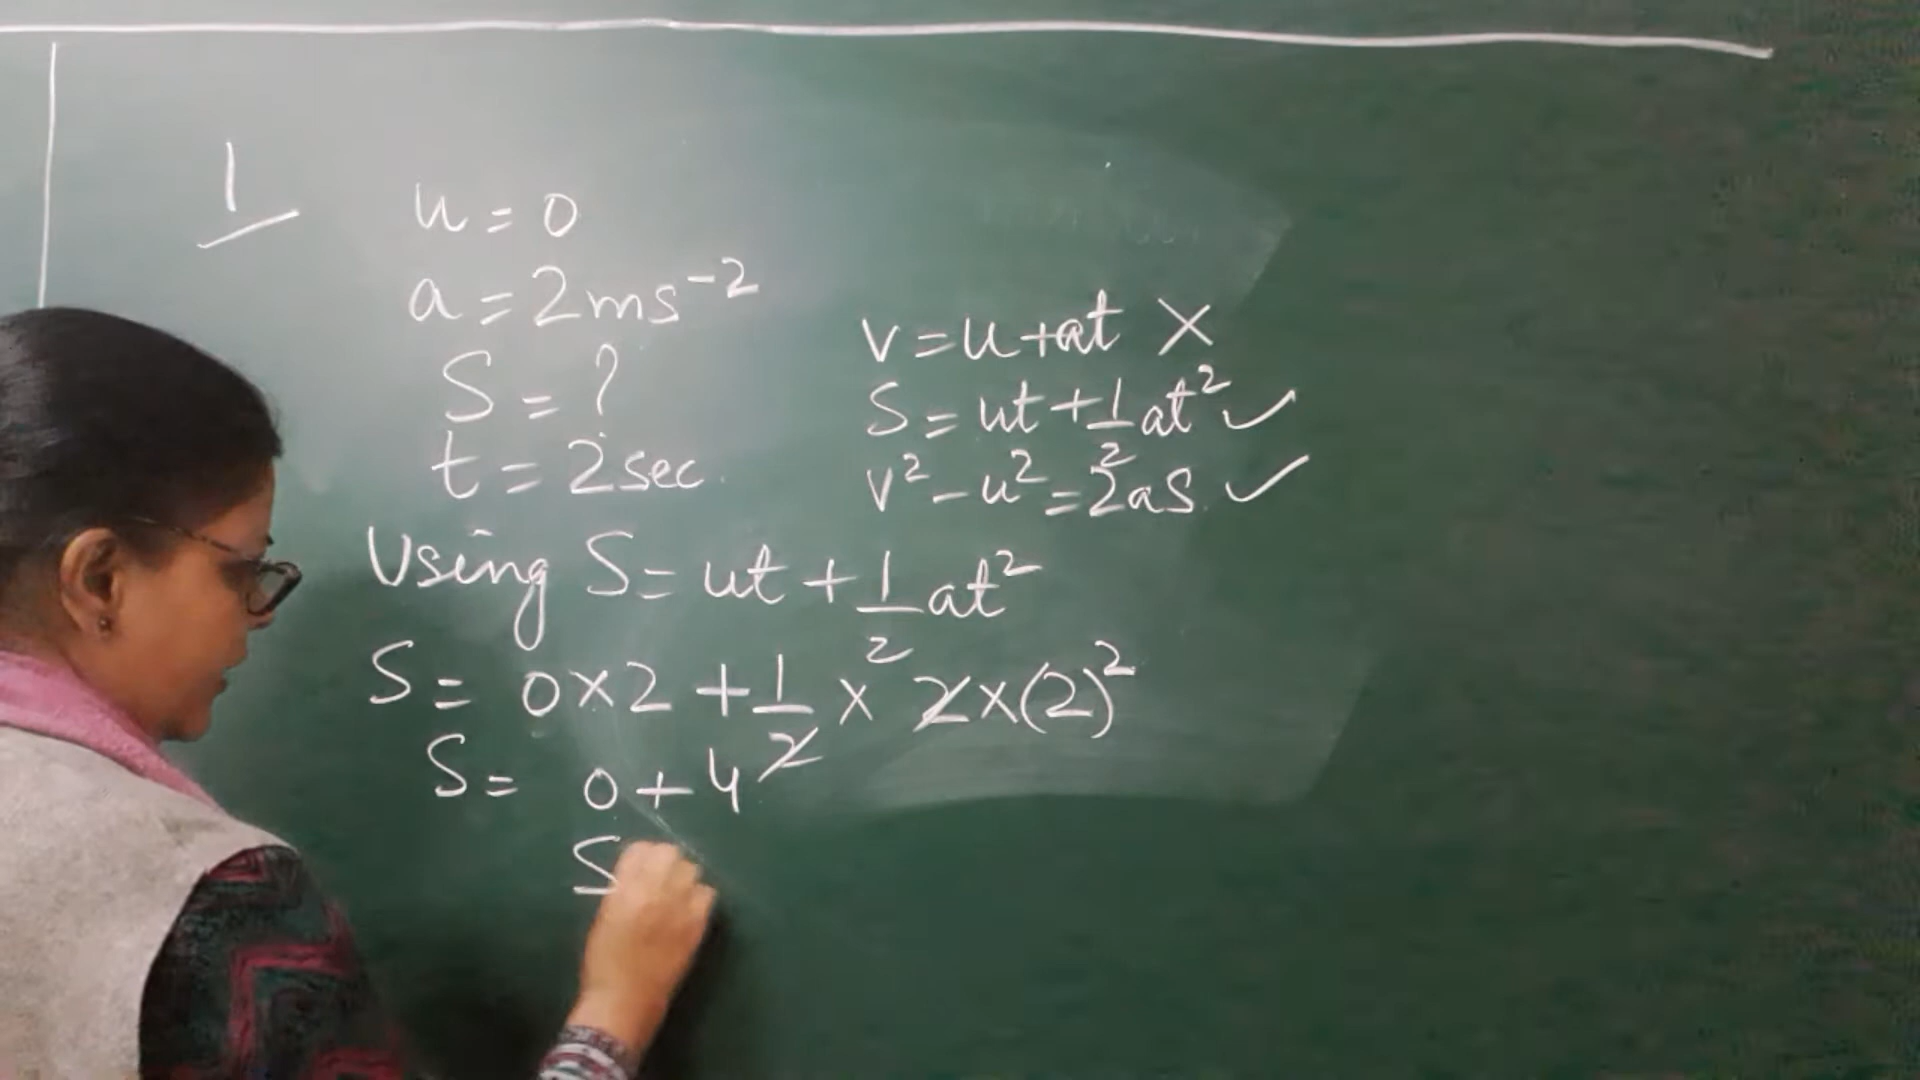 1
u = 0
a = 2ms⁻²
S = ?
t = 2sec.
v = u + at ×
S = ut + 1/2 at² ✓
v² - u² = 2as. ✓
Using S = ut + 1/2 at²
S = 0×2 + 1/2 × 2×(2)²
S = 0 + 4
S